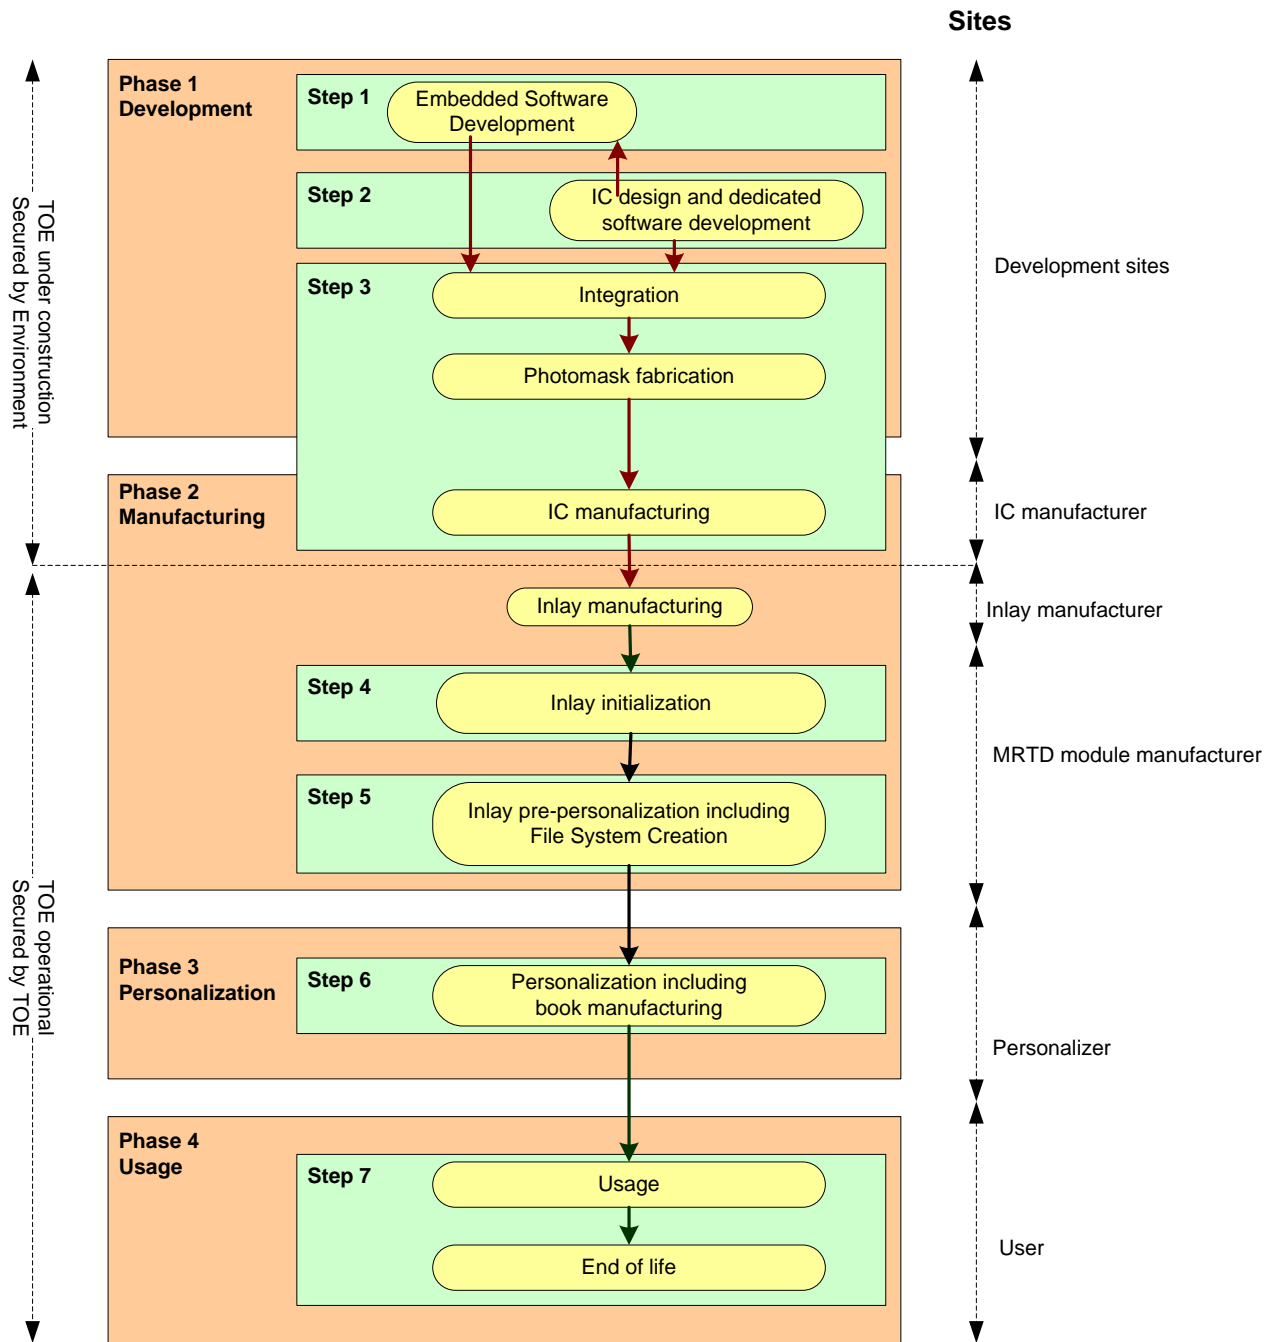 Sites
Phase 1
Development
Step 1
Embedded Software
Development
Step 2
IC design and dedicated
software development
Step 3
Integration
Photomask fabrication
Development sites
TOE under construction
Secured by Environment
Phase 2
Manufacturing
IC manufacturing
IC manufacturer
Inlay manufacturing
Inlay manufacturer
Step 4
Inlay initialization
MRTD module manufacturer
Step 5
Inlay pre-personalization including
File System Creation
TOE operational
Secured by TOE
Phase 3
Personalization
Step 6
Personalization including
book manufacturing
Personalizer
Phase 4
Usage
Step 7
Usage
End of life
User